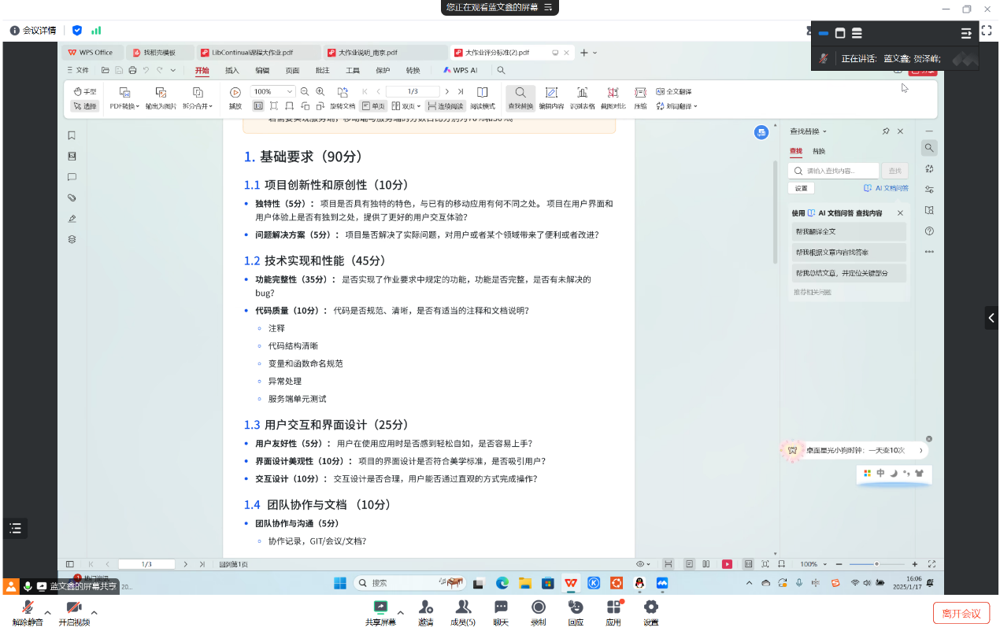 您正在观看蓝文鑫的屏幕
会议详情
正在讲话： 蓝文鑫; 贺泽峰;
WPS Office
找稻壳模板
LibContinual课程大作业.pdf
大作业说明_南京.pdf
大作业评分标准(2).pdf
文件
开始
插入
编辑
页面
批注
工具
保护
转换
WPS AI
手型
选择
PDF转换
输出为图片
拆分合并
播放
100%
1/3
旋转文档
单页
双页
连续阅读
阅读模式
查找替换
编辑内容
识别表格
截图对比
压缩
全文翻译
划词翻译
1. 基础要求（90分）
1.1 项目创新性和原创性（10分）
独特性（5分）： 项目是否具有独特的特色，与已有的移动应用有何不同之处。 项目在用户界面和
用户体验上是否有独到之处，提供了更好的用户交互体验？
问题解决方案（5分）： 项目是否解决了实际问题，对用户或者某个领域带来了便利或者改进？
1.2 技术实现和性能（45分）
功能完整性（35分）： 是否实现了作业要求中规定的功能，功能是否完整，是否有未解决的
bug？
代码质量（10分）： 代码是否规范、清晰，是否有适当的注释和文档说明？
注释
代码结构清晰
变量和函数命名规范
异常处理
服务端单元测试
1.3 用户交互和界面设计（25分）
用户友好性（5分）： 用户在使用应用时是否感到轻松自如，是否容易上手？
界面设计美观性（10分）： 项目的界面设计是否符合美学标准，是否吸引用户？
交互设计（10分）： 交互设计是否合理，用户能否通过直观的方式完成操作？
1.4 团队协作与文档 （10分）
团队协作与沟通（5分）
协作记录，GIT/会议/文档？
查找替换
查找
替换
请输入查找内容...
查找
设置
AI 文档问答
使用 AI 文档问答 查找内容
帮我翻译全文
帮我根据文章内容找答案
帮我总结文章，并定位关键部分
推荐相关问题
桌面星光小狗时钟：一天变10次
中
1/3
回到第1页
100%
蓝文鑫的屏幕共享
20...
搜索
中
16:06
2025/1/17
解除静音
开启视频
共享屏幕
邀请
成员(5)
聊天
录制
回应
应用
设置
离开会议